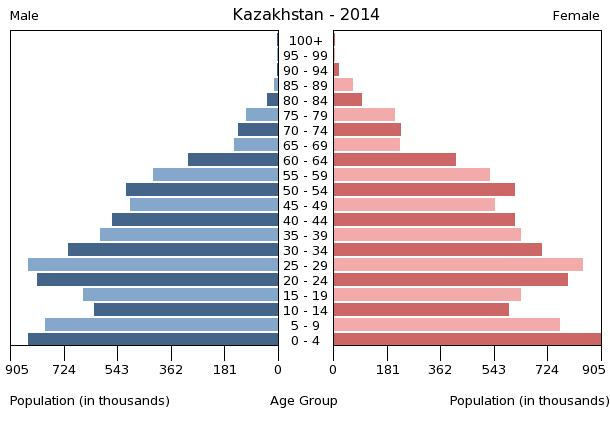 Kazakhstan - 2014
Male
Female
100+
95 - 99
90 - 94
85 - 89
80 - 84
75 - 79
70 - 74
65 - 69
60 - 64
55 - 59
50 - 54
45 - 49
40 - 44
35 - 39
30 - 34
25 - 29
20 - 24
15 - 19
10 - 14
5 - 9
0 - 4
905 724 543 362 181 0 0 181 362 543 724 905
Population (in thousands) Age Group Population (in thousands)